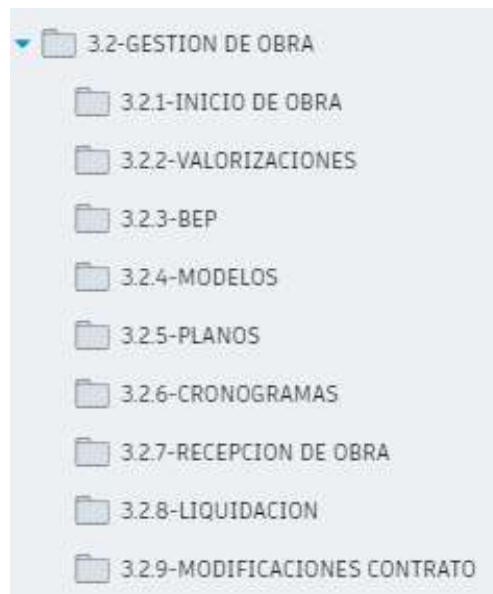 3.2-GESTION DE OBRA
3.2.1-INICIO DE OBRA
3.2.2-VALORIZACIONES
3.2.3-BEP
3.2.4-MODELOS
3.2.5-PLANOS
3.2.6-CRONOGRAMAS
3.2.7-RECEPCION DE OBRA
3.2.8-LIQUIDACION
3.2.9-MODIFICACIONES CONTRATO